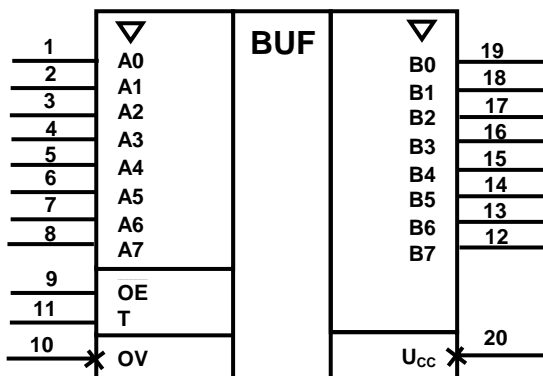 BUF
1 A0 B0 19
2 A1 B1 18
3 A2 B2 17
4 A3 B3 16
5 A4 B4 15
6 A5 B5 14
7 A6 B6 13
8 A7 B7 12
9 OE
11 T
10 OV UCC 20